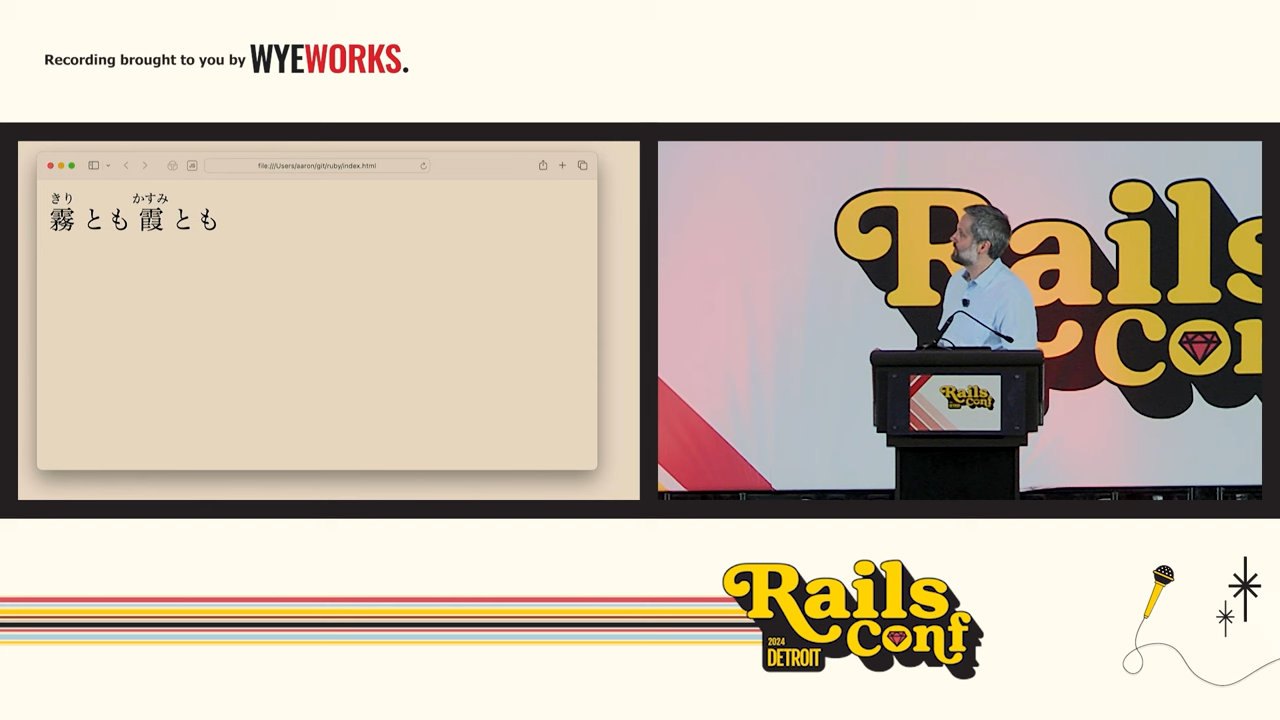 Recording brought to you by WYEWORKS.
file:///Users/aaron/git/ruby/index.html
きり かすみ
霧 とも 霞 とも
Rails
Con
Rails
Conf
Rails
Conf
2024
DETROIT